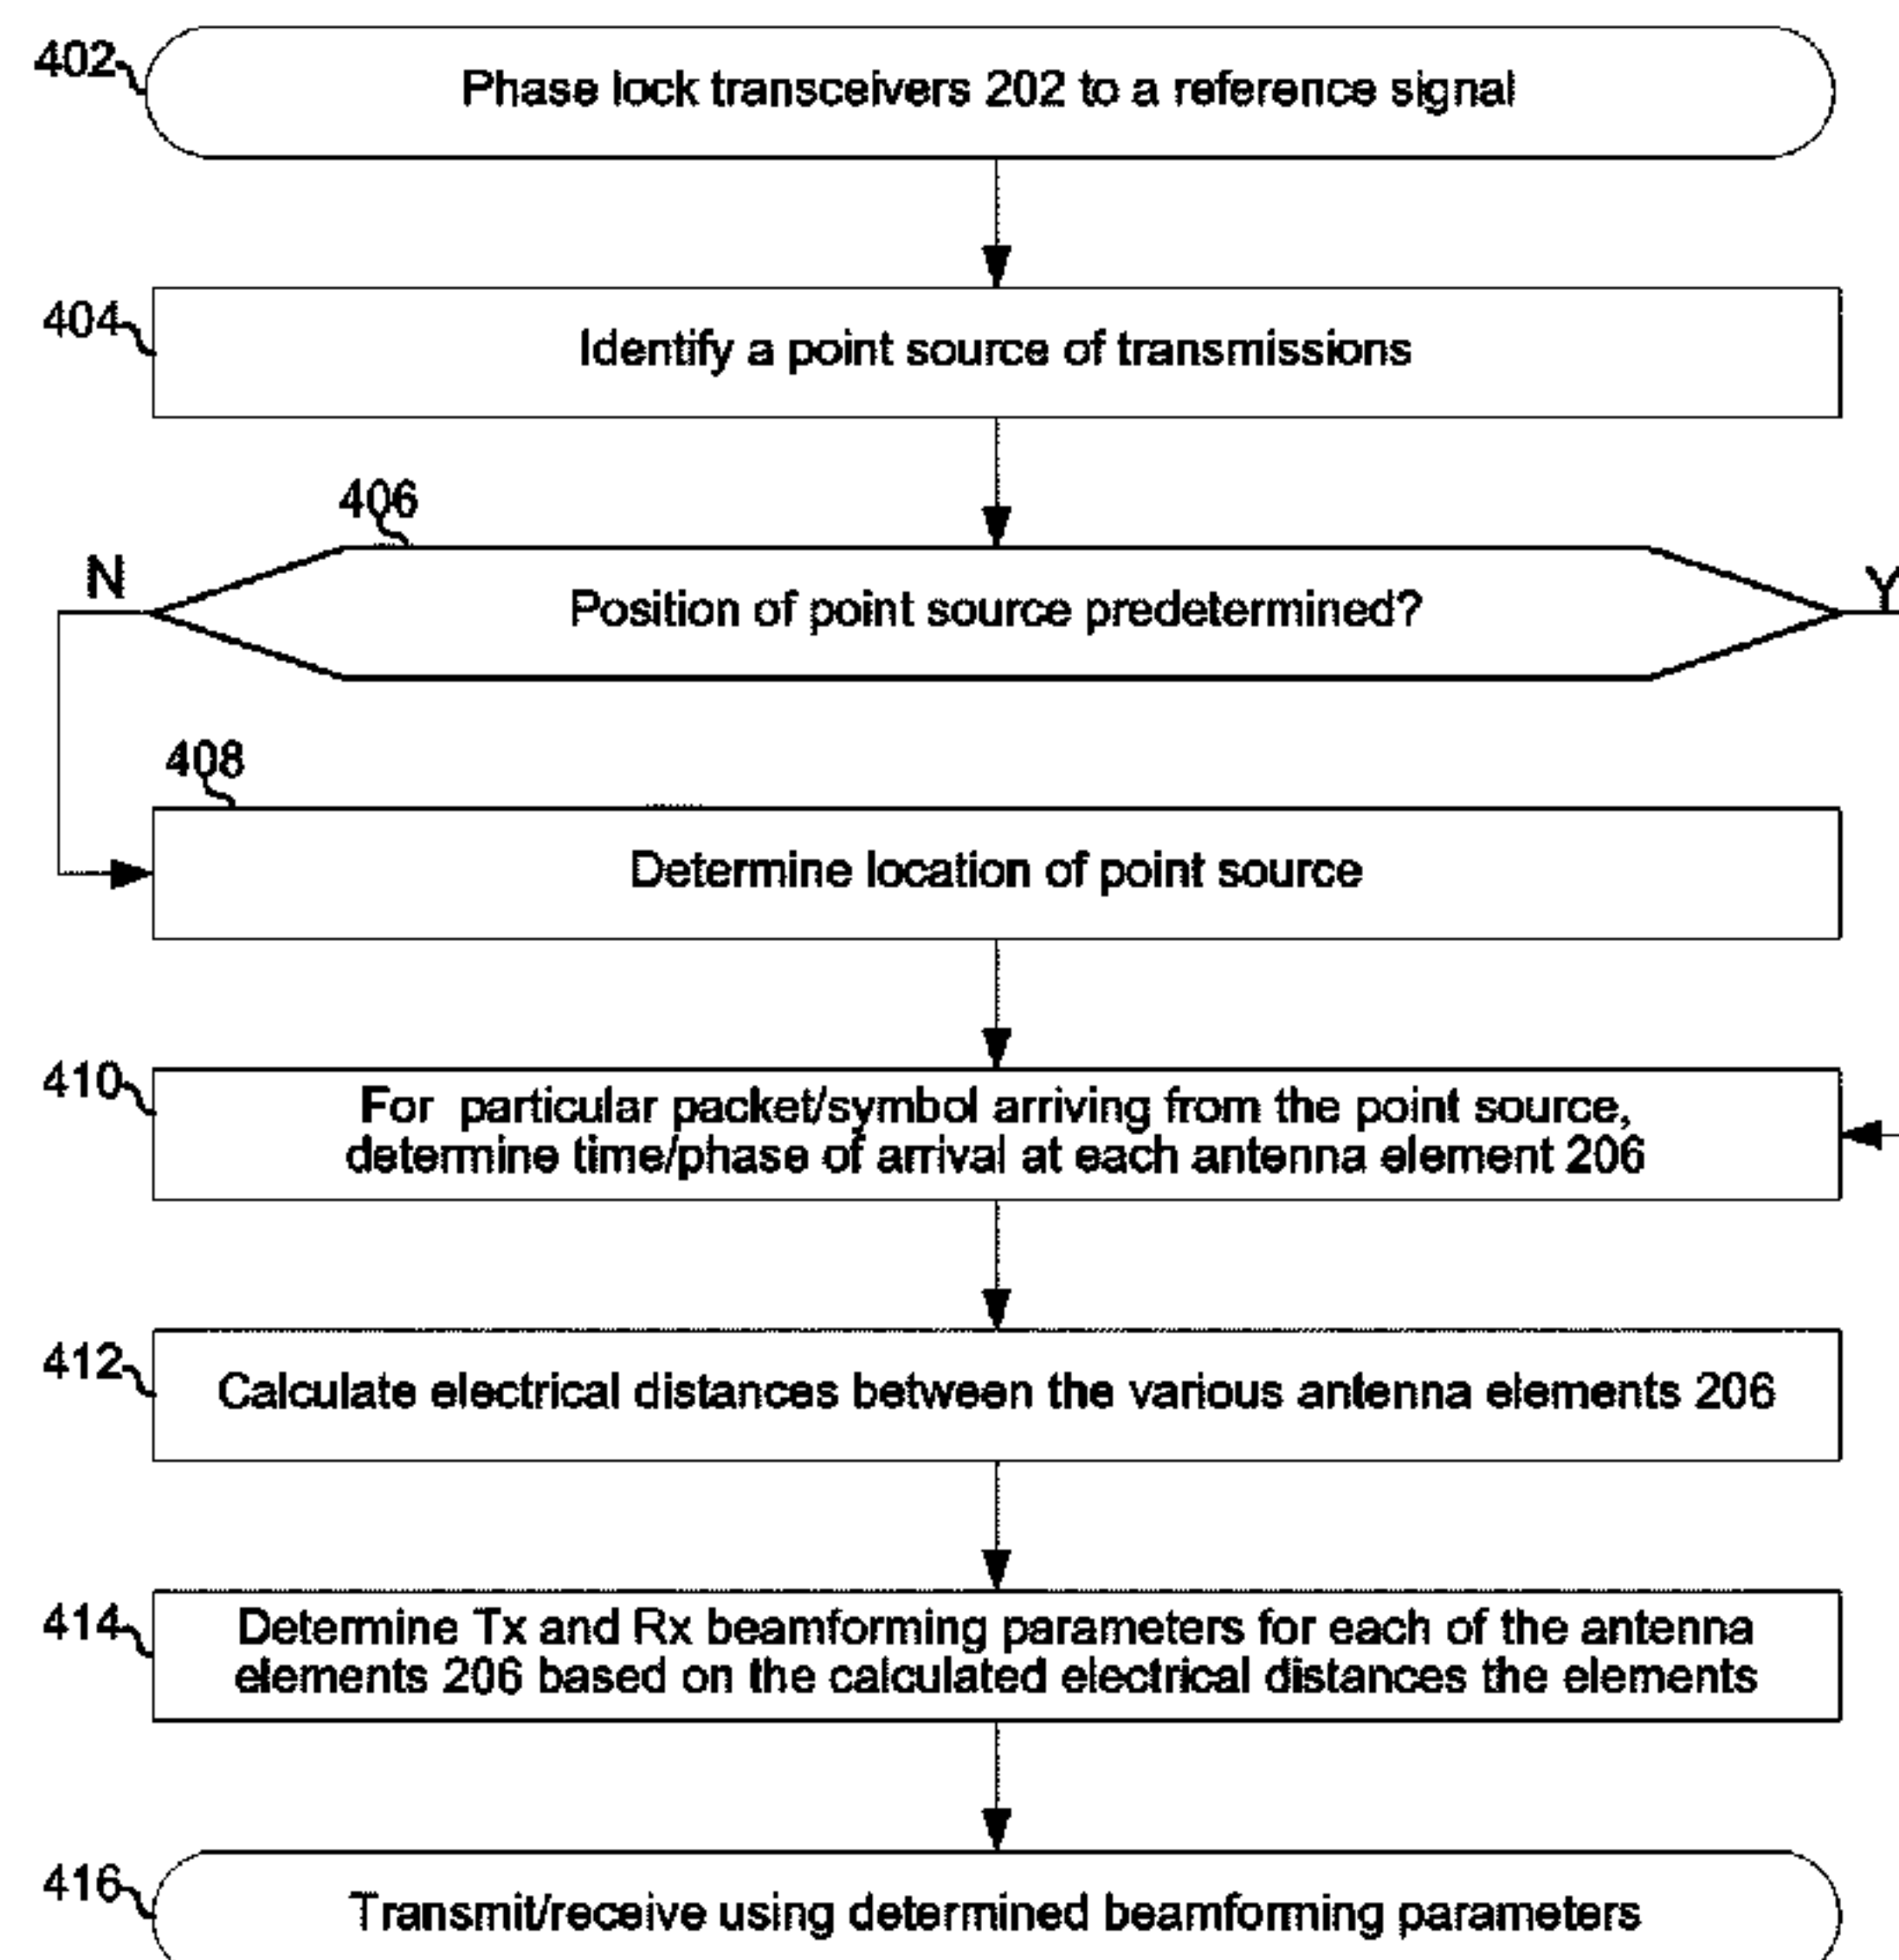 402
Phase lock transceivers 202 to a reference signal
404
Identify a point source of transmissions
406
N
Position of point source predetermined?
Y
408
Determine location of point source
410
For particular packet/symbol arriving from the point source,
determine time/phase of arrival at each antenna element 206
412
Calculate electrical distances between the various antenna elements 206
414
Determine Tx and Rx beamforming parameters for each of the antenna
elements 206 based on the calculated electrical distances the elements
416
Transmit/receive using determined beamforming parameters